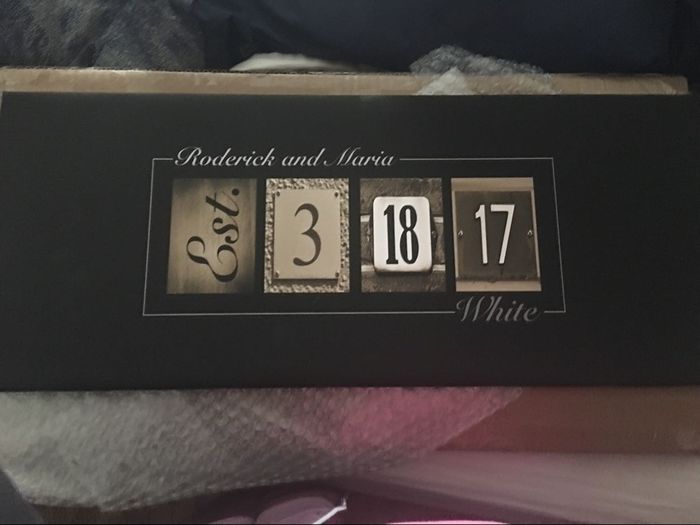 Roderick and Maria
Est. 3 18 17
White